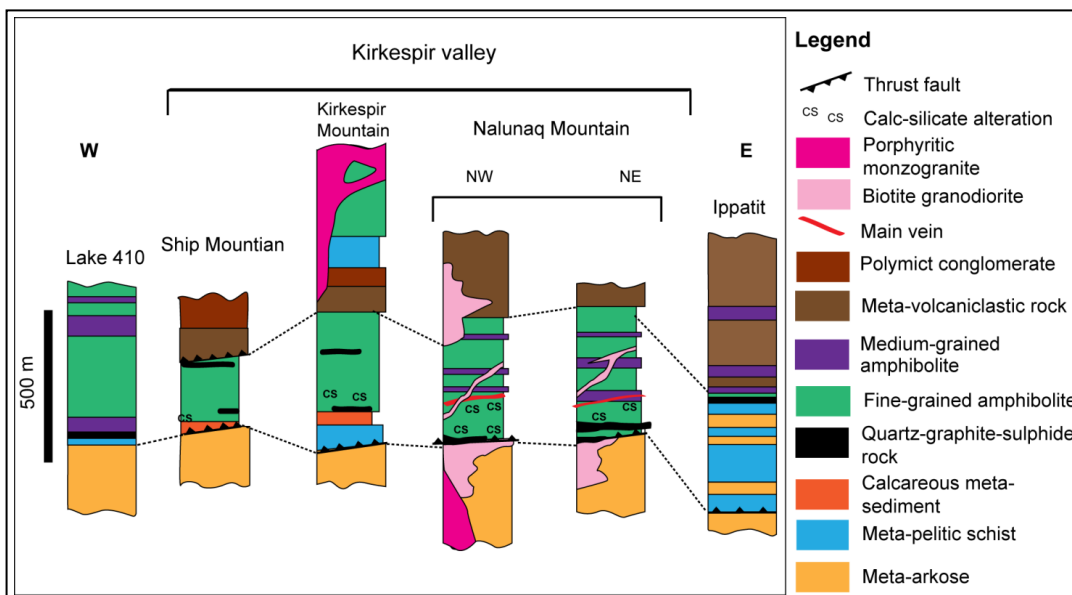 Kirkespir valley
Kirkespir
Mountain
Nalunaq Mountain
W
E
NW
NE
Ippatit
Ship Mountian
Lake 410
500 m
CS
CS
CS
CS
CS
CS
CS
CS
CS
CS
CS
CS
Legend
Thrust fault
CS
CS
Calc-silicate alteration
Porphyritic
monzogranite
Biotite granodiorite
Main vein
Polymict conglomerate
Meta-volcaniclastic rock
Medium-grained
amphibolite
Fine-grained amphibolite
Quartz-graphite-sulphide
rock
Calcareous meta-
sediment
Meta-pelitic schist
Meta-arkose